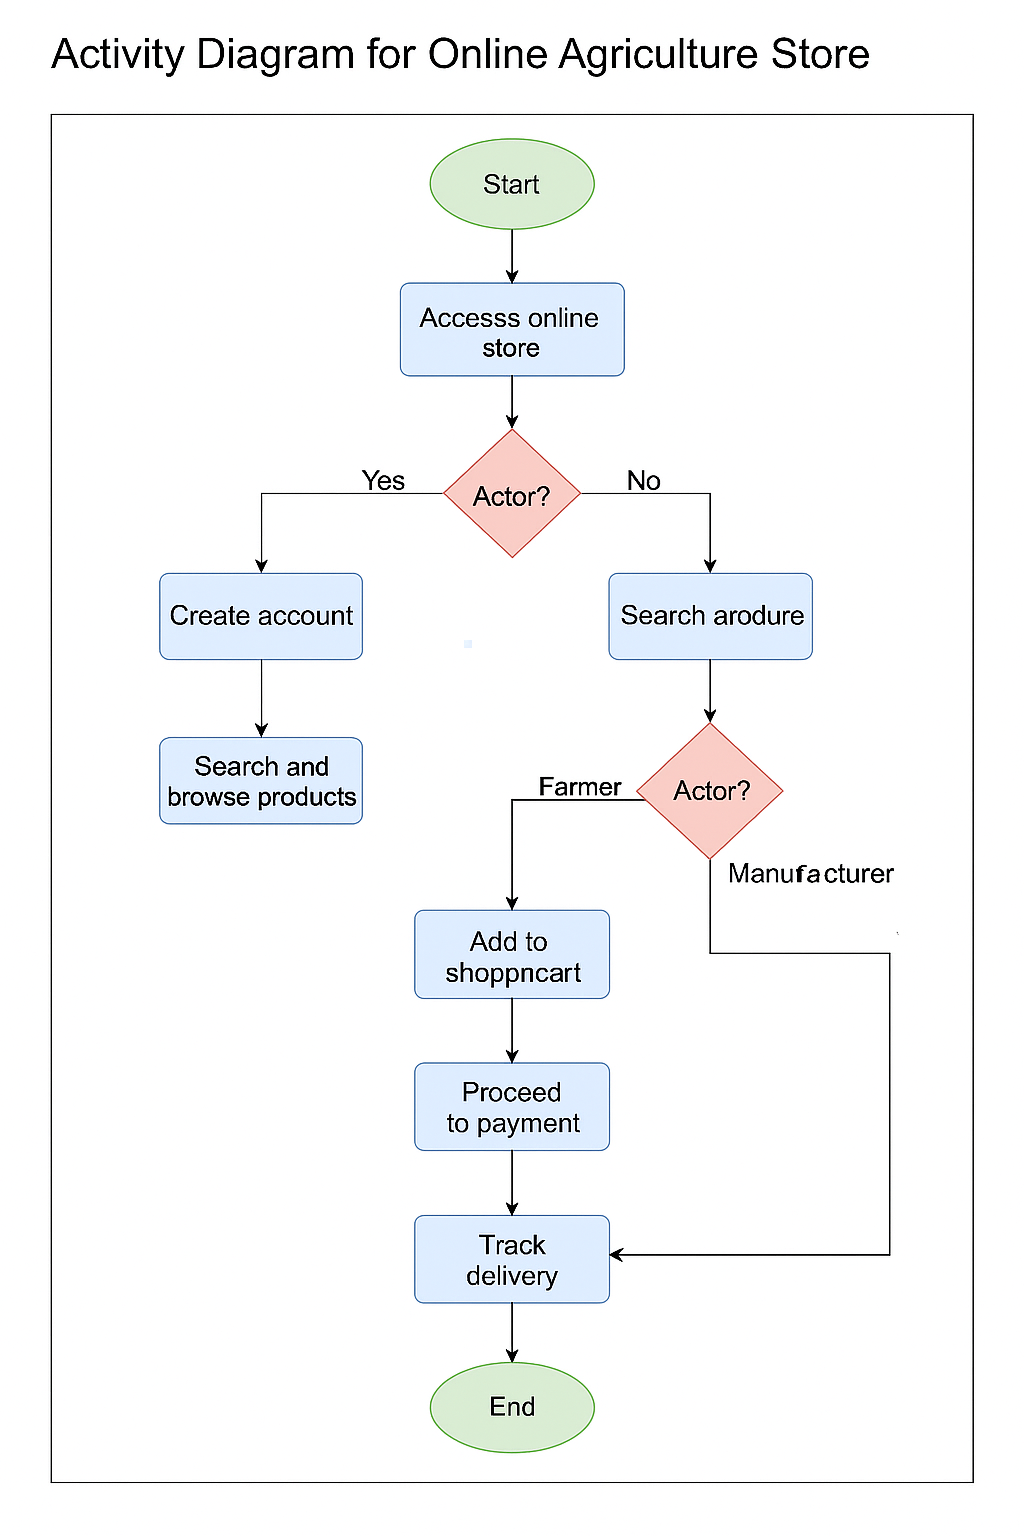 Activity Diagram for Online Agriculture Store
Start
Accesss online
store
Actor?
Yes
No
Create account
Search arodure
Search and
browse products
Actor?
Farmer
Manufacturer
Add to
shoppncart
Proceed
to payment
Track
delivery
End